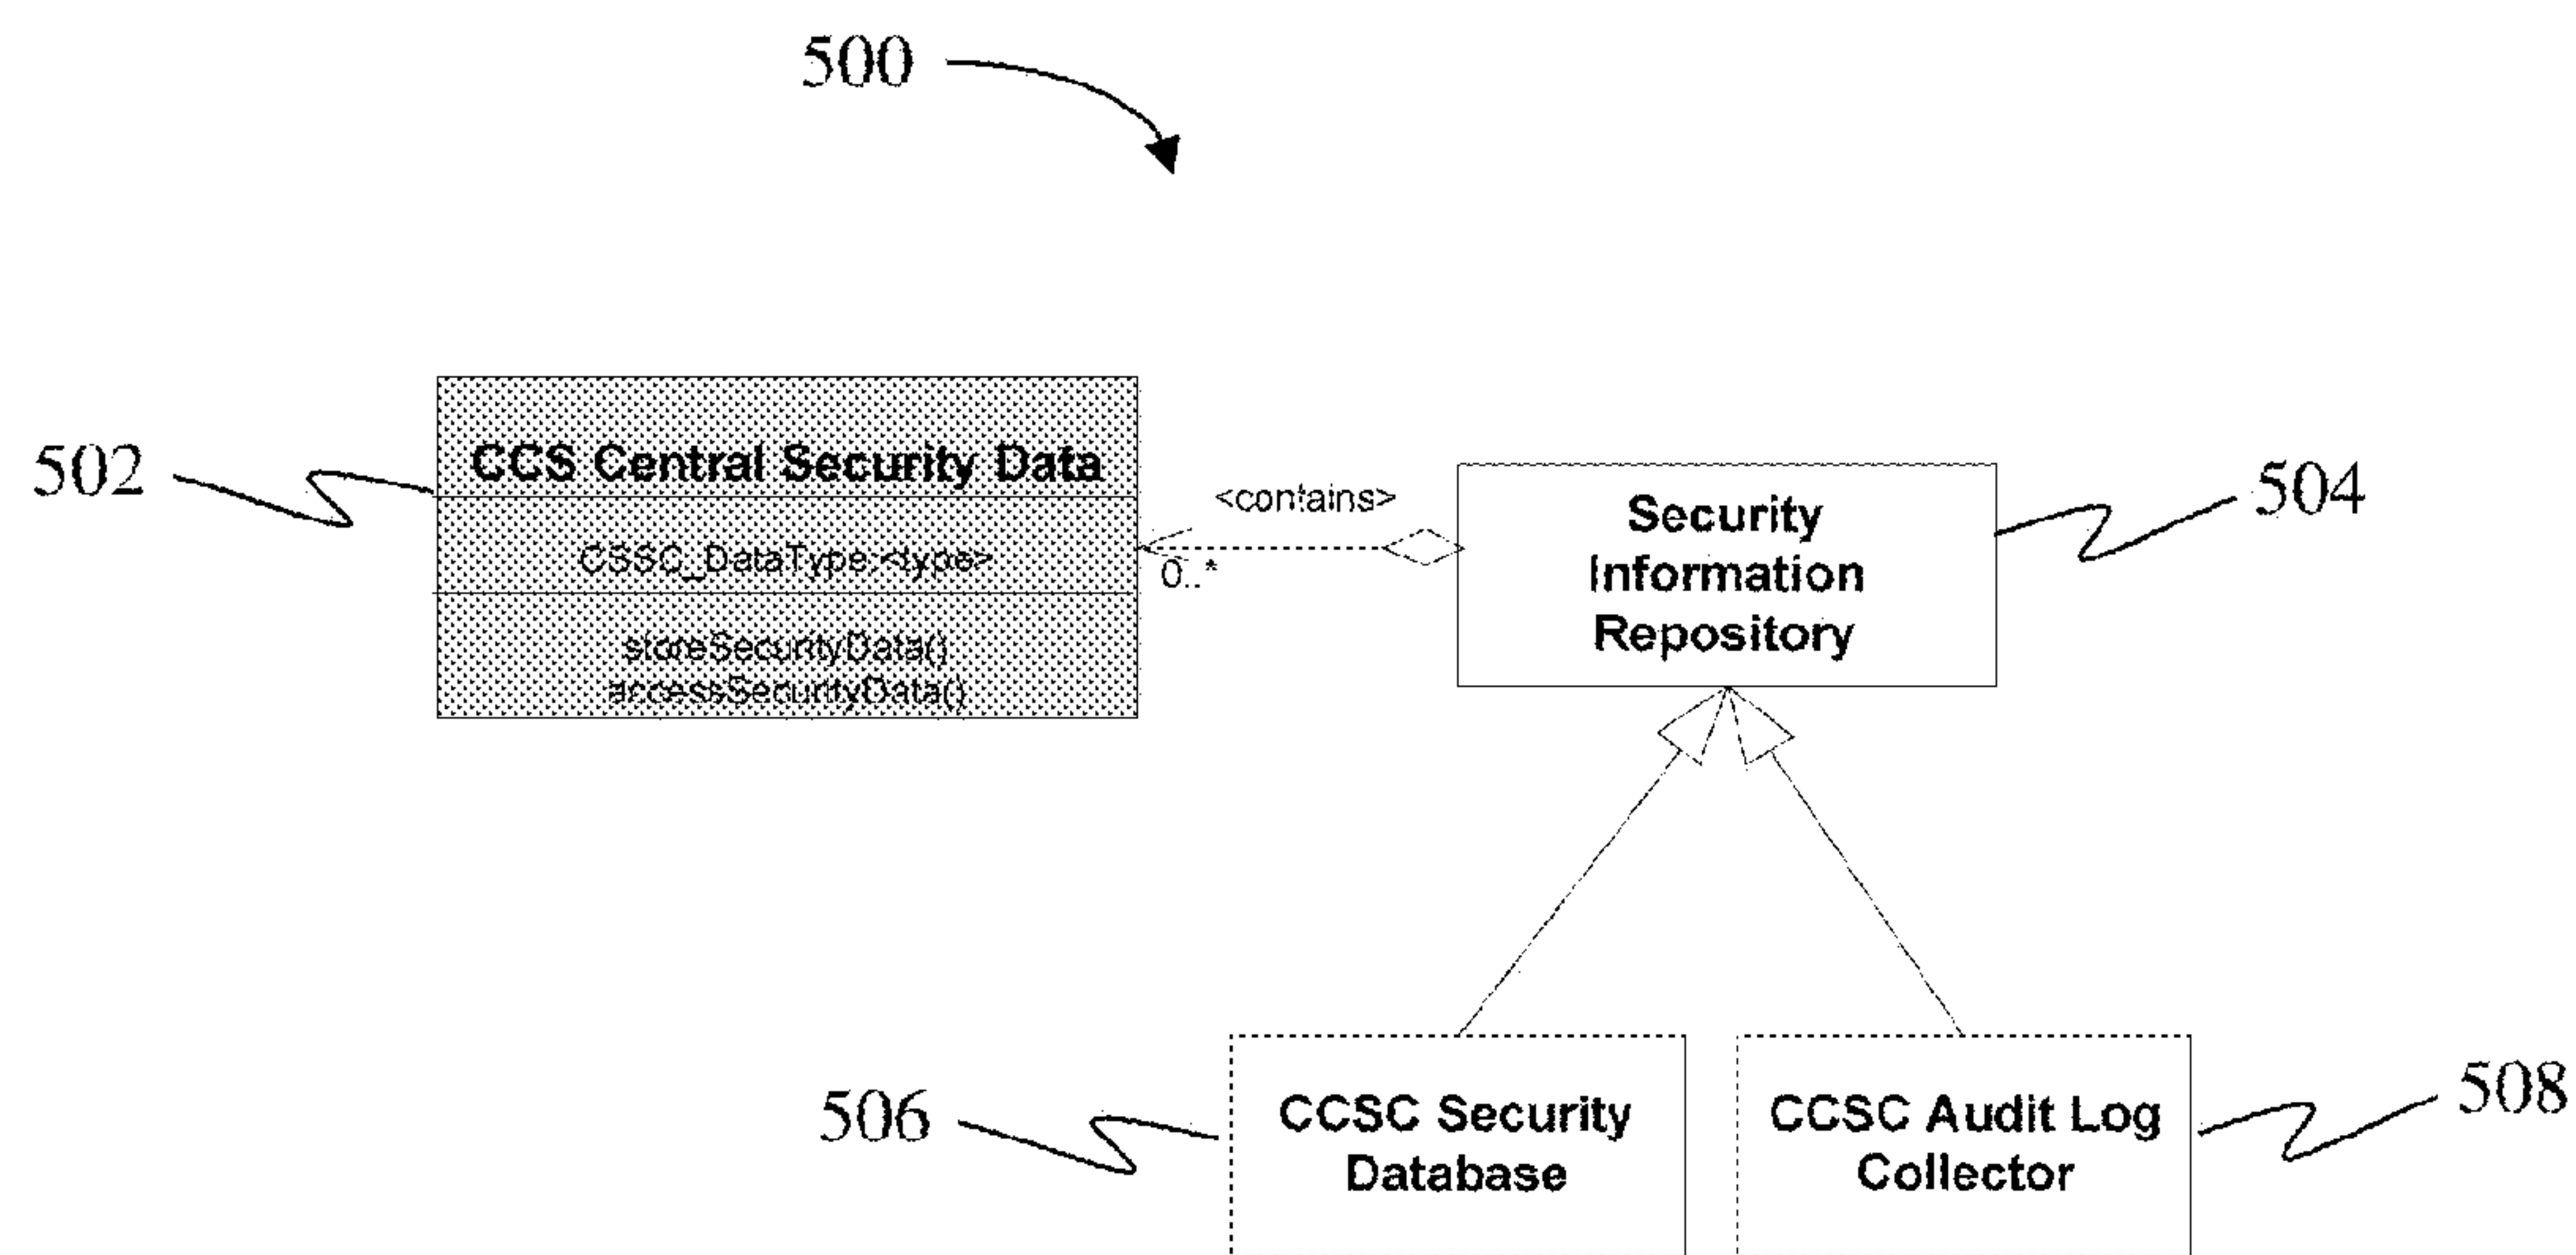 500
502
CCS Central Security Data
CSSC_DataType:<type>
storeSecurityData()
accessSecurityData()
<contains>
0..*
Security
Information
Repository
504
506
CCSC Security
Database
CCSC Audit Log
Collector
508